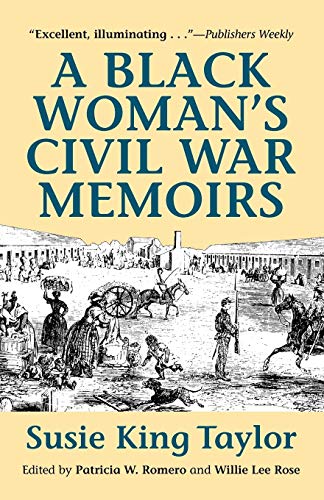 “Excellent, illuminating . . .”—Publishers Weekly
A BLACK
WOMAN’S
CIVIL WAR
MEMOIRS
Susie King Taylor
Edited by Patricia W. Romero and Willie Lee Rose